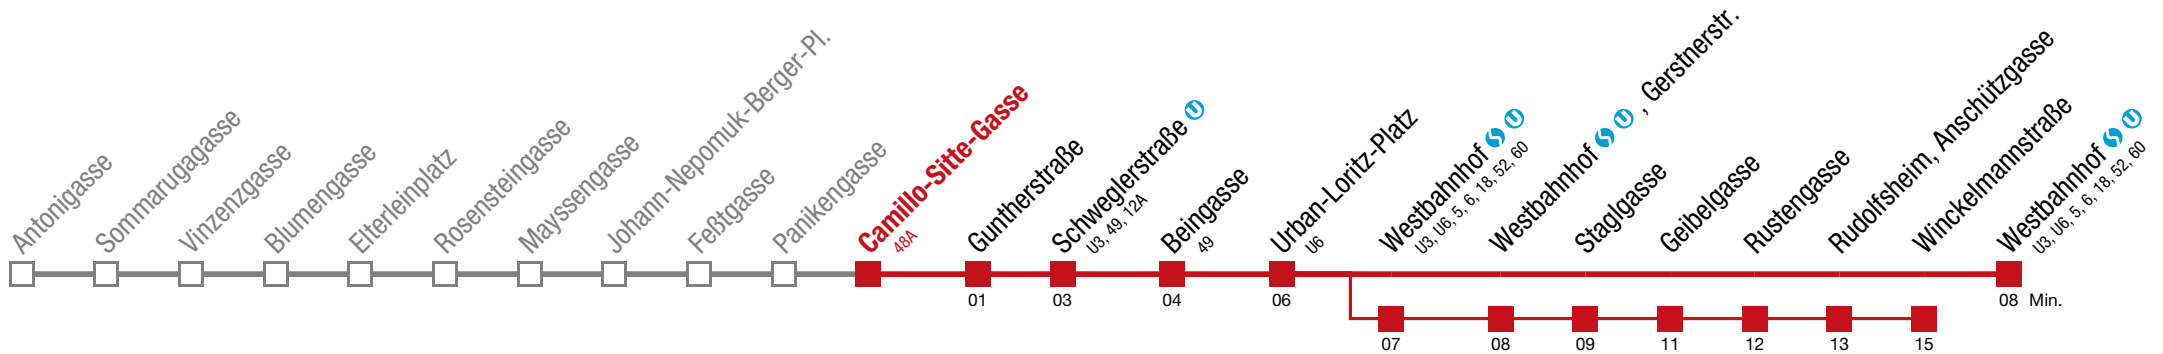 Antonigasse
Sommarugagasse
Vinzenzgasse
Blumengasse
Elterleinplatz
Rosensteingasse
Mayssengasse
Johann-Nepomuk-Berger-Pl.
Feßtgasse
Panikengasse
Camillo-Sitte-Gasse
48A
Guntherstraße
Schweglerstraße U
U3, 49, 12A
Beingasse
49
Urban-Loritz-Platz
U6
Westbahnhof S U
U3, U6, 5, 6, 18, 52, 60
Westbahnhof S U , Gerstnerstr.
Staglgasse
Geibelgasse
Rustengasse
Rudolfsheim, Anschützgasse
Winckelmannstraße
Westbahnhof S U
U3, U6, 5, 6, 18, 52, 60
01 03 04 06 08 Min.
07 08 09 11 12 13 15